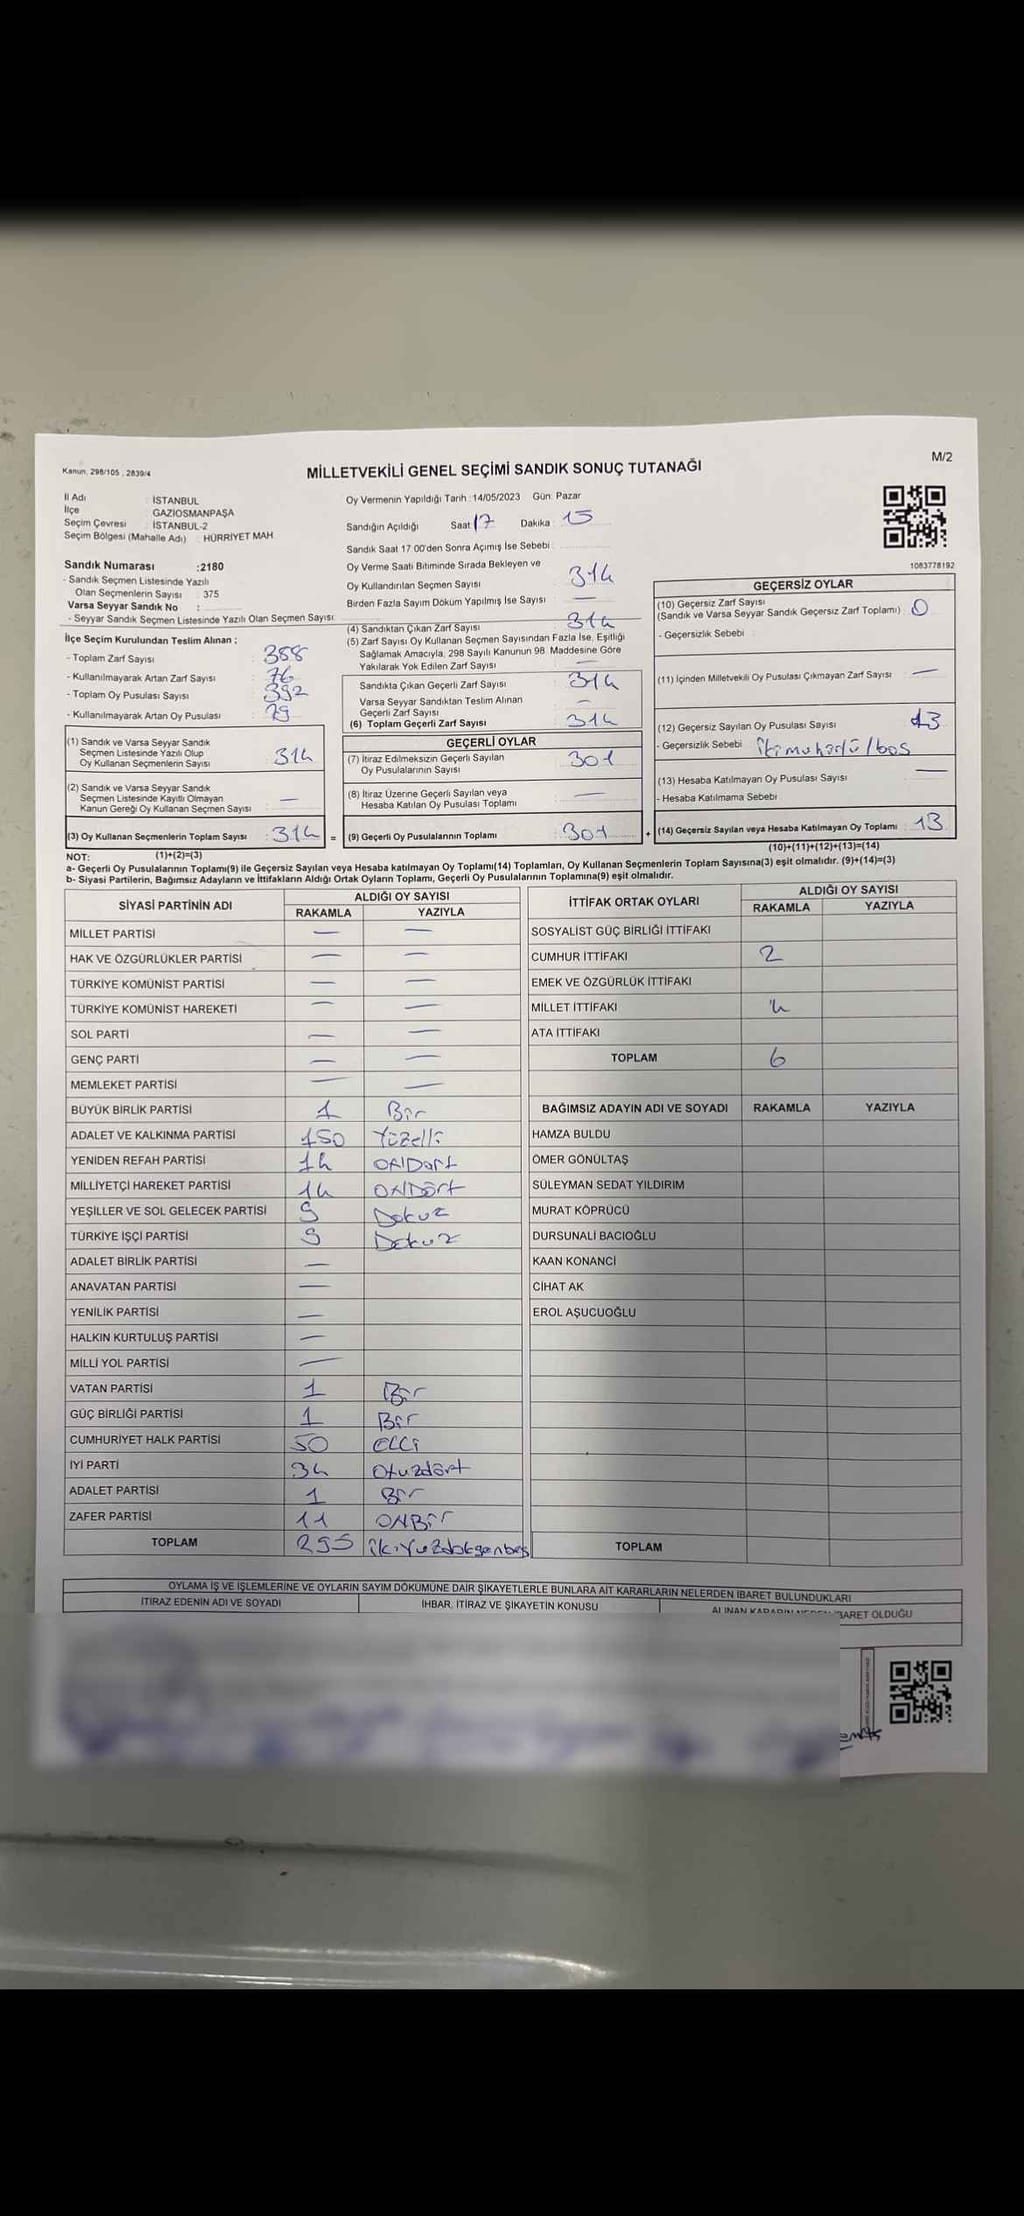 Kanun: 298/105 , 2839/4
MİLLETVEKİLİ GENEL SEÇİMİ SANDIK SONUÇ TUTANAĞI
M/2
İl Adı : İSTANBUL
İlçe : GAZİOSMANPAŞA
Seçim Çevresi : İSTANBUL-2
Seçim Bölgesi (Mahalle Adı) : HÜRRİYET MAH
Sandık Numarası :2180
- Sandık Seçmen Listesinde Yazılı
Olan Seçmenlerin Sayısı : 375
Varsa Seyyar Sandık No :
- Seyyar Sandık Seçmen Listesinde Yazılı Olan Seçmen Sayısı:
Oy Vermenin Yapıldığı Tarih :14/05/2023 Gün: Pazar
Sandığın Açıldığı Saat 17 Dakika : 15
Sandık Saat 17:00'den Sonra Açımış İse Sebebi:
Oy Verme Saati Bitiminde Sırada Bekleyen ve
Oy Kullandırılan Seçmen Sayısı 314
Birden Fazla Sayım Döküm Yapılmış İse Sayısı —
1083778192
İlçe Seçim Kurulundan Teslim Alınan ;
- Toplam Zarf Sayısı : 388
- Kullanılmayarak Artan Zarf Sayısı : 76
- Toplam Oy Pusulası Sayısı : 392
- Kullanılmayarak Artan Oy Pusulası : 79
(4) Sandıktan Çıkan Zarf Sayısı : 314
(5) Zarf Sayısı Oy Kullanan Seçmen Sayısından Fazla İse, Eşitliği
Sağlamak Amacıyla, 298 Sayılı Kanunun 98. Maddesine Göre
Yakılarak Yok Edilen Zarf Sayısı : —
Sandıkta Çıkan Geçerli Zarf Sayısı : 314
Varsa Seyyar Sandıktan Teslim Alınan
Geçerli Zarf Sayısı : —
(6) Toplam Geçerli Zarf Sayısı : 314
GEÇERSİZ OYLAR
(10) Geçersiz Zarf Sayısı
(Sandık ve Varsa Seyyar Sandık Geçersiz Zarf Toplamı) : 0
- Geçersizlik Sebebi :
(11) İçinden Milletvekili Oy Pusulası Çıkmayan Zarf Sayısı : —
(12) Geçersiz Sayılan Oy Pusulası Sayısı : 13
- Geçersizlik Sebebi : iki mühürlü/boş
(13) Hesaba Katılmayan Oy Pusulası Sayısı : —
- Hesaba Katılmama Sebebi :
(1) Sandık ve Varsa Seyyar Sandık
Seçmen Listesinde Yazılı Olup
Oy Kullanan Seçmenlerin Sayısı : 314
(2) Sandık ve Varsa Seyyar Sandık
Seçmen Listesinde Kayıtlı Olmayan
Kanun Gereği Oy Kullanan Seçmen Sayısı : —
(3) Oy Kullanan Seçmenlerin Toplam Sayısı : 314 =
GEÇERLİ OYLAR
(7) İtiraz Edilmeksizin Geçerli Sayılan
Oy Pusulalarının Sayısı : 301
(8) İtiraz Üzerine Geçerli Sayılan veya
Hesaba Katılan Oy Pusulası Toplamı : —
(9) Geçerli Oy Pusulalarının Toplamı : 301 +
(14) Geçersiz Sayılan veya Hesaba Katılmayan Oy Toplamı : 13
NOT: (1)+(2)=(3) (10)+(11)+(12)+(13)=(14)
a- Geçerli Oy Pusulalarının Toplamı(9) ile Geçersiz Sayılan veya Hesaba katılmayan Oy Toplamı(14) Toplamları, Oy Kullanan Seçmenlerin Toplam Sayısına(3) eşit olmalıdır. (9)+(14)=(3)
b- Siyasi Partilerin, Bağımsız Adayların ve İttifakların Aldığı Ortak Oyların Toplamı, Geçerli Oy Pusulalarının Toplamına(9) eşit olmalıdır.
SİYASİ PARTİNİN ADI ALDIĞI OY SAYISI
RAKAMLA YAZIYLA
MİLLET PARTİSİ — —
HAK VE ÖZGÜRLÜKLER PARTİSİ — —
TÜRKİYE KOMÜNİST PARTİSİ — —
TÜRKİYE KOMÜNİST HAREKETİ — —
SOL PARTİ — —
GENÇ PARTİ — —
MEMLEKET PARTİSİ — —
BÜYÜK BİRLİK PARTİSİ 1 Bir
ADALET VE KALKINMA PARTİSİ 150 Yüzelli
YENİDEN REFAH PARTİSİ 14 ONDört
MİLLİYETÇİ HAREKET PARTİSİ 14 ONDört
YEŞİLLER VE SOL GELECEK PARTİSİ 9 Dokuz
TÜRKİYE İŞÇİ PARTİSİ 9 Dokuz
ADALET BİRLİK PARTİSİ —
ANAVATAN PARTİSİ —
YENİLİK PARTİSİ —
HALKIN KURTULUŞ PARTİSİ —
MİLLİ YOL PARTİSİ —
VATAN PARTİSİ 1 Bir
GÜÇ BİRLİĞİ PARTİSİ 1 Bir
CUMHURİYET HALK PARTİSİ 50 elli
İYİ PARTİ 34 Otuzdört
ADALET PARTİSİ 1 Bir
ZAFER PARTİSİ 11 ONBir
TOPLAM 295 ikiYüzdoksanbeş
İTTİFAK ORTAK OYLARI ALDIĞI OY SAYISI
RAKAMLA YAZIYLA
SOSYALİST GÜÇ BİRLİĞİ İTTİFAKI
CUMHUR İTTİFAKI 2
EMEK VE ÖZGÜRLÜK İTTİFAKI
MİLLET İTTİFAKI 4
ATA İTTİFAKI
TOPLAM 6
BAĞIMSIZ ADAYIN ADI VE SOYADI RAKAMLA YAZIYLA
HAMZA BULDU
ÖMER GÖNÜLTAŞ
SÜLEYMAN SEDAT YILDIRIM
MURAT KÖPRÜCÜ
DURSUNALİ BACIOĞLU
KAAN KONANCİ
CİHAT AK
EROL AŞUCUOĞLU
TOPLAM
OYLAMA İŞ VE İŞLEMLERİNE VE OYLARIN SAYIM DÖKÜMÜNE DAİR ŞİKAYETLERLE BUNLARA AİT KARARLARIN NELERDEN İBARET BULUNDUKLARI
İTİRAZ EDENİN ADI VE SOYADI İHBAR, İTİRAZ VE ŞİKAYETİN KONUSU ALINAN KARARIN NEDEN İBARET OLDUĞU